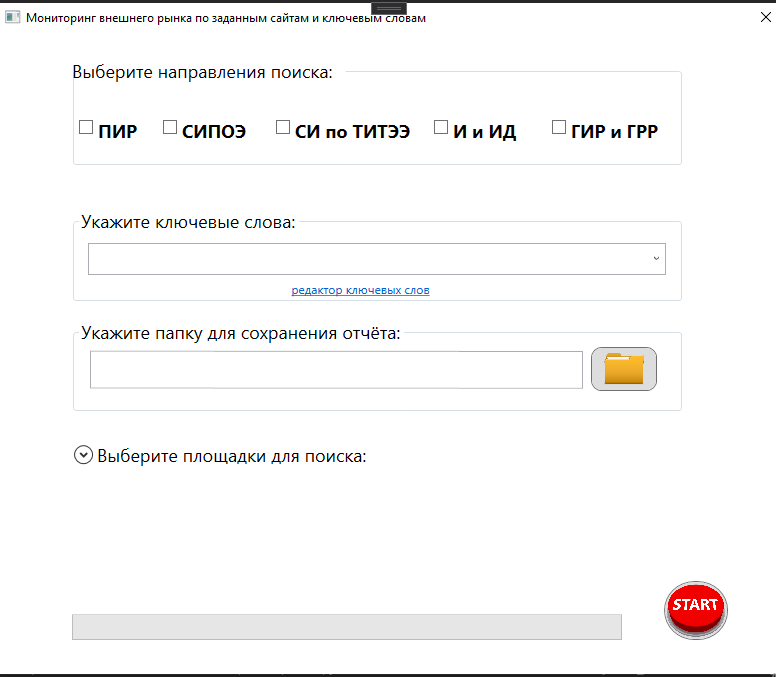 Мониторинг внешнего рынка по заданным сайтам и ключевым словам
Выберите направления поиска:
ПИР СИПОЭ СИ по ТИТЭЭ И и ИД ГИР и ГРР
Укажите ключевые слова:
редактор ключевых слов
Укажите папку для сохранения отчёта:
Выберите площадки для поиска:
START